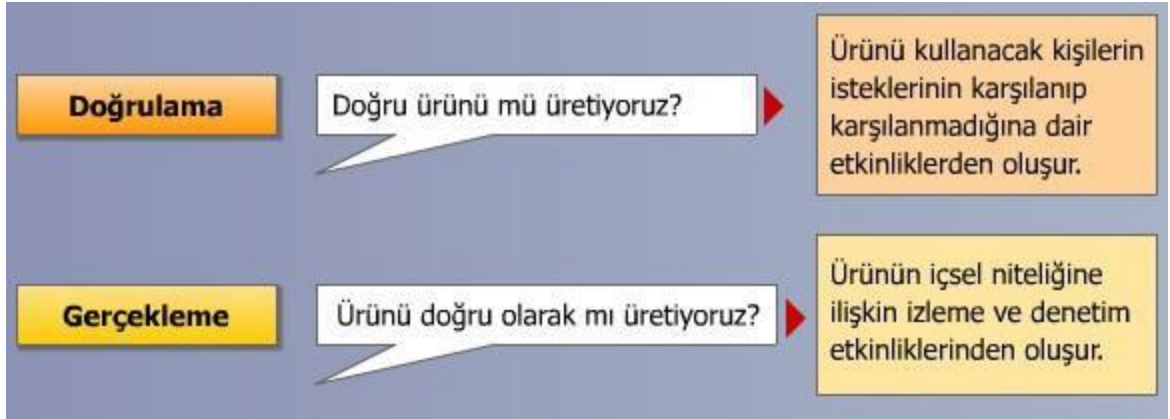 Doğrulama
Doğru ürünü mü üretiyoruz?
Ürünü kullanacak kişilerin
isteklerinin karşılanıp
karşılanmadığına dair
etkinliklerden oluşur.
Gerçekleme
Ürünü doğru olarak mı üretiyoruz?
Ürünün içsel niteliğine
ilişkin izleme ve denetim
etkinliklerinden oluşur.